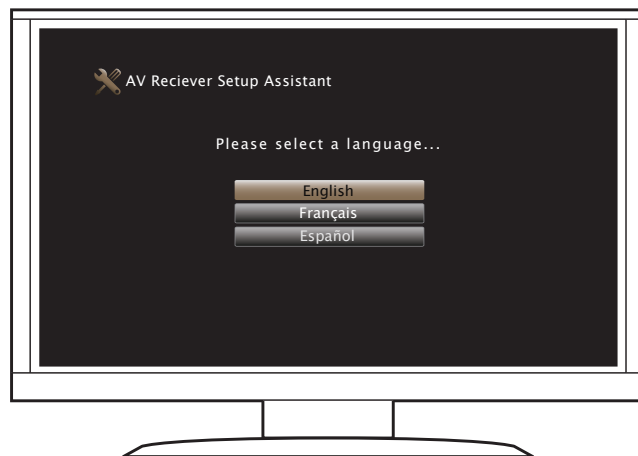 AV Reciever Setup Assistant
Please select a language...
English
Français
Español